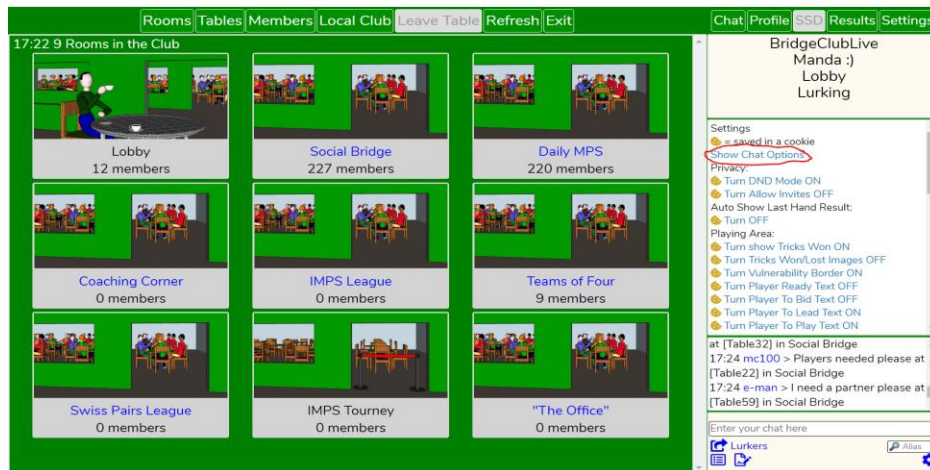 Rooms Tables Members Local Club Leave Table Refresh Exit
Chat Profile SSD Results Settings
17:22 9 Rooms in the Club
Lobby
12 members
Social Bridge
227 members
Daily MPS
220 members
Coaching Corner
0 members
IMPS League
0 members
Teams of Four
9 members
Swiss Pairs League
0 members
IMPS Tourney
0 members
"The Office"
0 members
BridgeClubLive
Manda :)
Lobby
Lurking
Settings
= saved in a cookie
Show Chat Options
Privacy:
Turn DND Mode ON
Turn Allow Invites OFF
Auto Show Last Hand Result:
Turn OFF
Playing Area:
Turn show Tricks Won ON
Turn Tricks Won/Lost Images OFF
Turn Vulnerability Border ON
Turn Player Ready Text OFF
Turn Player To Bid Text OFF
Turn Player To Lead Text ON
Turn Player To Play Text ON
at [Table32] in Social Bridge
17:24 mc100 > Players needed please at
[Table22] in Social Bridge
17:24 e-man > I need a partner please at
[Table59] in Social Bridge
Enter your chat here
Lurkers
Alias